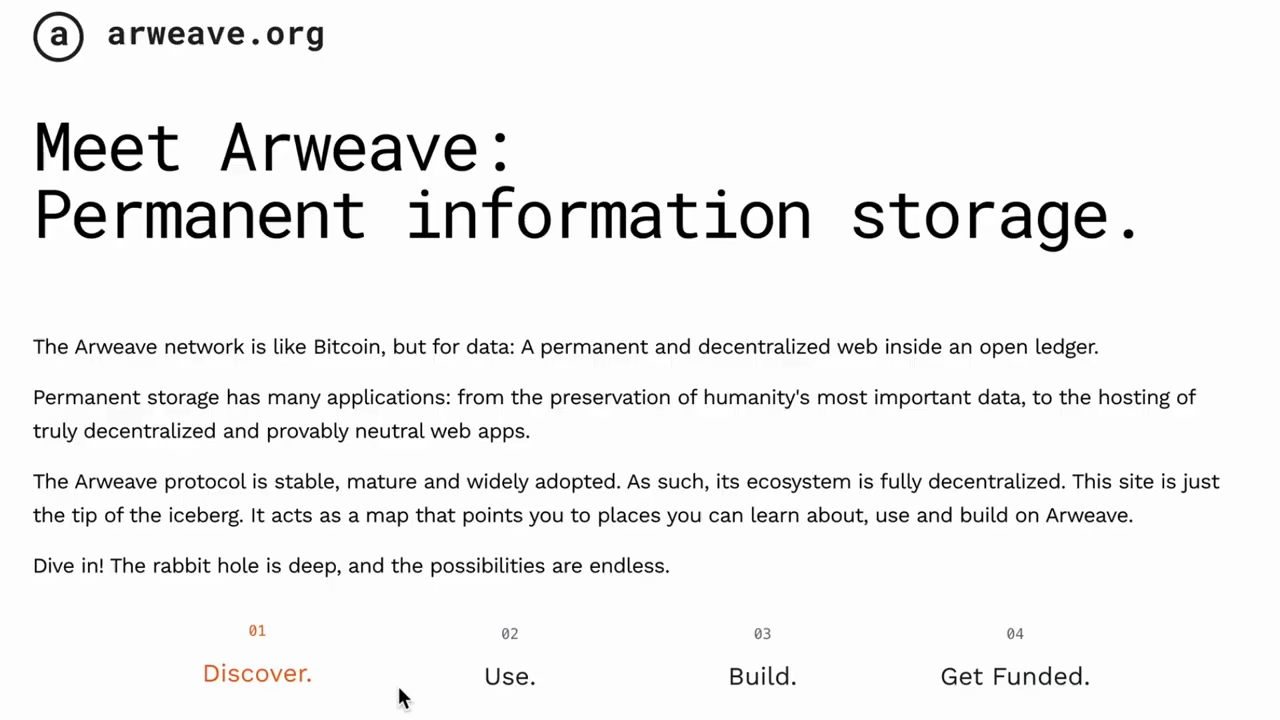 a arweave.org
Meet Arweave:
Permanent information storage.
The Arweave network is like Bitcoin, but for data: A permanent and decentralized web inside an open ledger.
Permanent storage has many applications: from the preservation of humanity's most important data, to the hosting of
truly decentralized and provably neutral web apps.
The Arweave protocol is stable, mature and widely adopted. As such, its ecosystem is fully decentralized. This site is just
the tip of the iceberg. It acts as a map that points you to places you can learn about, use and build on Arweave.
Dive in! The rabbit hole is deep, and the possibilities are endless.
01 02 03 04
Discover. Use. Build. Get Funded.